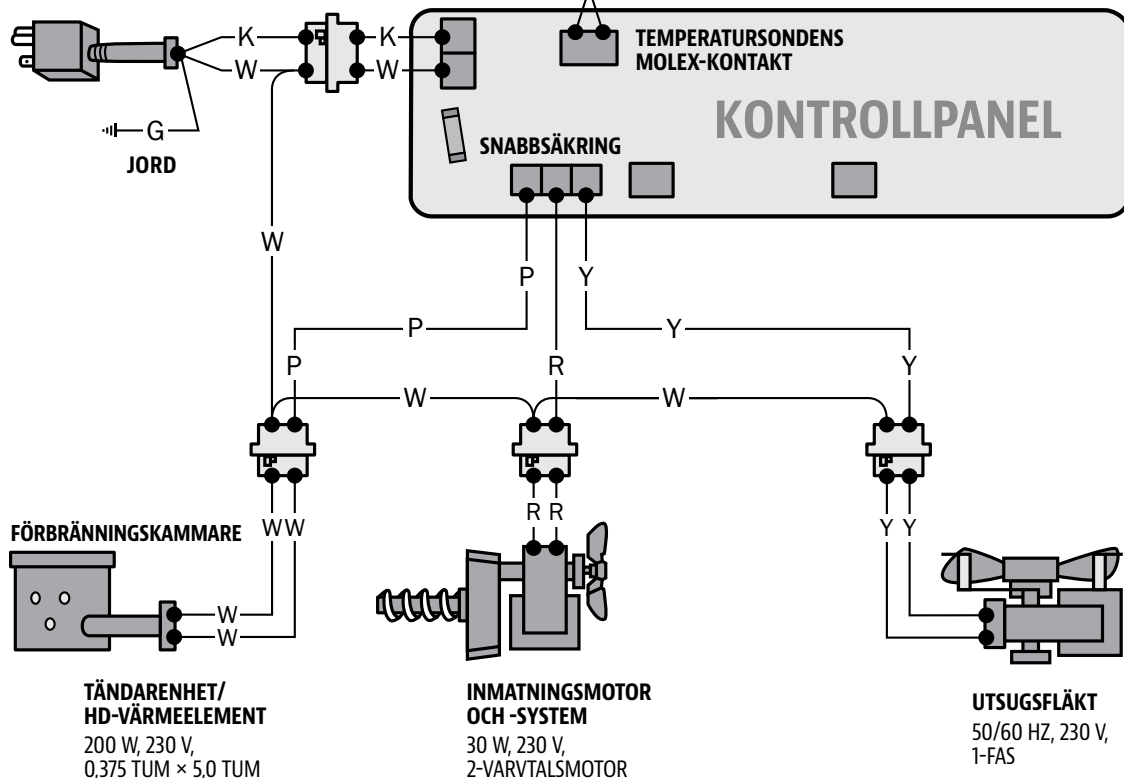 K
K
W
W
G
JORD
TEMPERATURSONDENS
MOLEX-KONTAKT
KONTROLLPANEL
SNABBSÄKRING
W
P
Y
P
Y
P
R
Y
W
W
FÖRBRÄNNINGSKAMMARE
W W
R R
Y Y
W
W
TÄNDARENHET/
HD-VÄRMEELEMENT
200 W, 230 V,
0,375 TUM × 5,0 TUM
INMATNINGSMOTOR
OCH -SYSTEM
30 W, 230 V,
2-VARVTALSMOTOR
UTSUGSFLÄKT
50/60 HZ, 230 V,
1-FAS